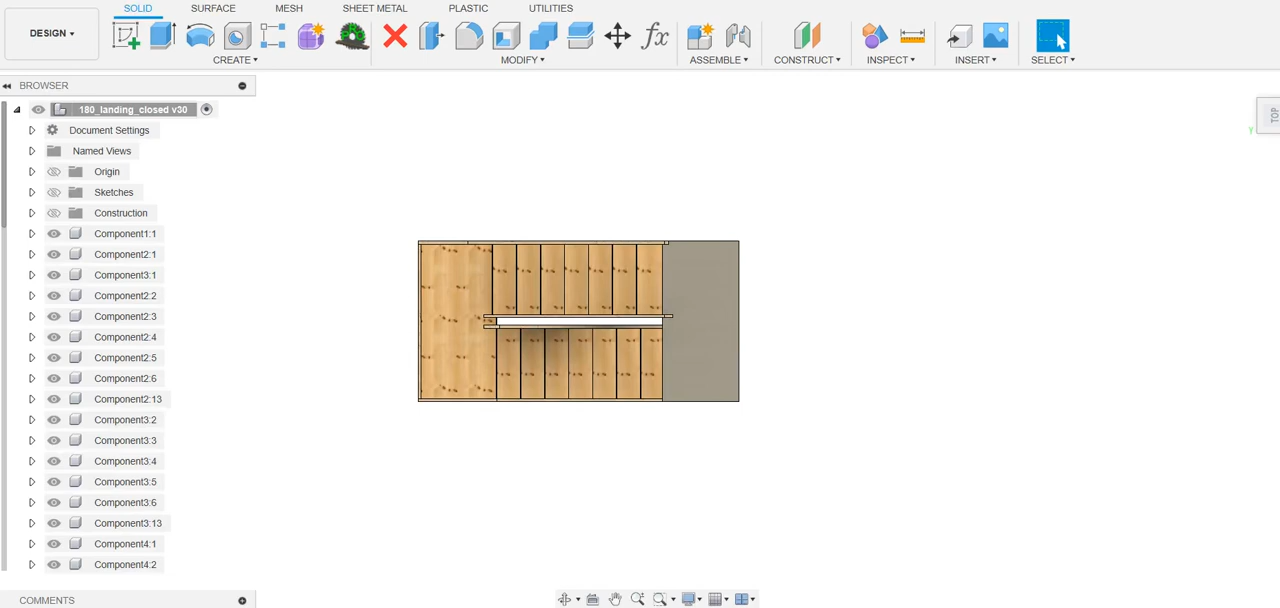 SOLID SURFACE MESH SHEET METAL PLASTIC UTILITIES
DESIGN ▾
CREATE ▾ MODIFY ▾ ASSEMBLE ▾ CONSTRUCT ▾ INSPECT ▾ INSERT ▾ SELECT ▾
fx
BROWSER
180_landing_closed v30
Document Settings
Named Views
Origin
Sketches
Construction
Component1:1
Component2:1
Component3:1
Component2:2
Component2:3
Component2:4
Component2:5
Component2:6
Component2:13
Component3:2
Component3:3
Component3:4
Component3:5
Component3:6
Component3:13
Component4:1
Component4:2
TOP
Y
COMMENTS